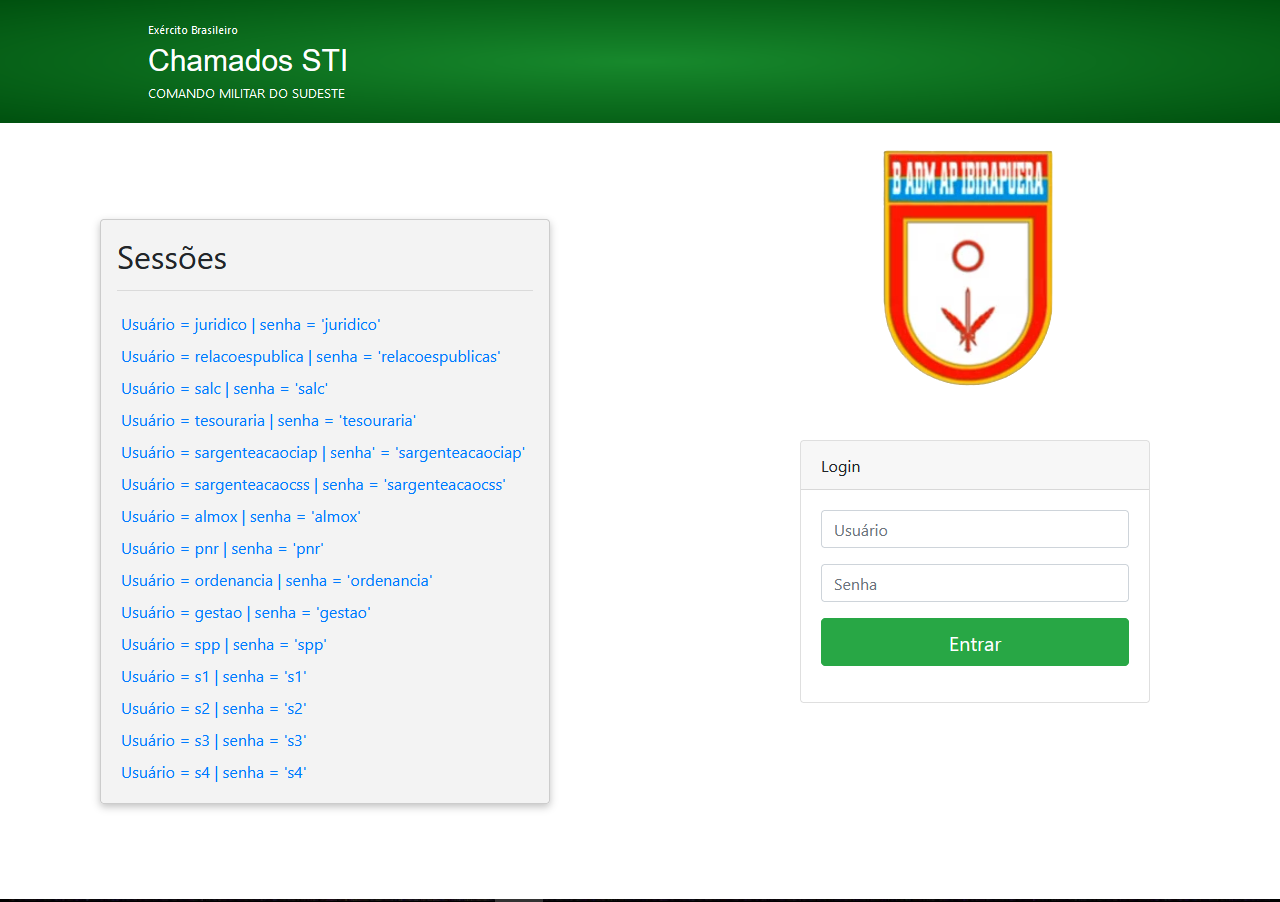 Exército Brasileiro
Chamados STI
COMANDO MILITAR DO SUDESTE
B ADM AP IBIRAPUERA
Sessões
Usuário = juridico | senha = 'juridico'
Usuário = relacoespublica | senha = 'relacoespublicas'
Usuário = salc | senha = 'salc'
Usuário = tesouraria | senha = 'tesouraria'
Usuário = sargenteacaociap | senha' = 'sargenteacaociap'
Usuário = sargenteacaocss | senha = 'sargenteacaocss'
Usuário = almox | senha = 'almox'
Usuário = pnr | senha = 'pnr'
Usuário = ordenancia | senha = 'ordenancia'
Usuário = gestao | senha = 'gestao'
Usuário = spp | senha = 'spp'
Usuário = s1 | senha = 's1'
Usuário = s2 | senha = 's2'
Usuário = s3 | senha = 's3'
Usuário = s4 | senha = 's4'
Login
Usuário
Senha
Entrar